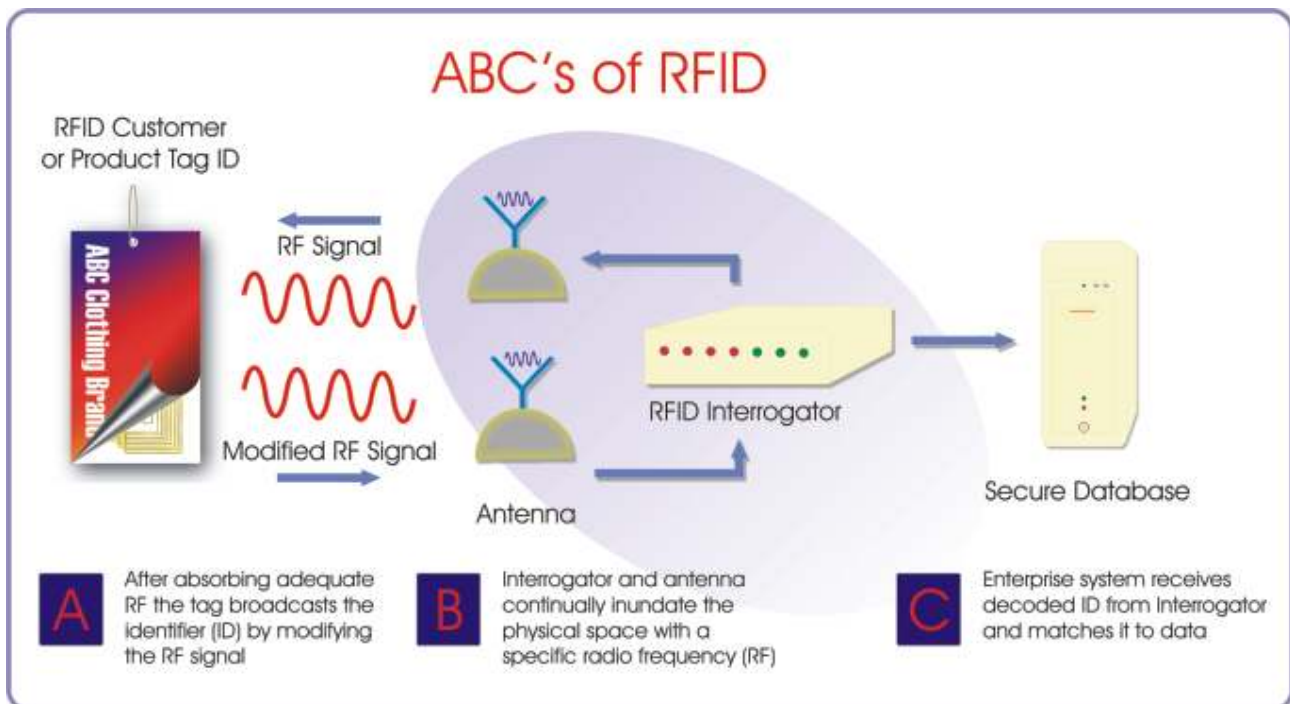 ABC's of RFID
RFID Customer
or Product Tag ID
ABC Clothing
RF Signal
Modified RF Signal
Antenna
RFID Interrogator
Secure Database
A
After absorbing adequate
RF the tag broadcasts the
identifier (ID) by modifying
the RF signal
B
Interrogator and antenna
continually inundate the
physical space with a
specific radio frequency (RF)
C
Enterprise system receives
decoded ID from Interrogator
and matches it to data